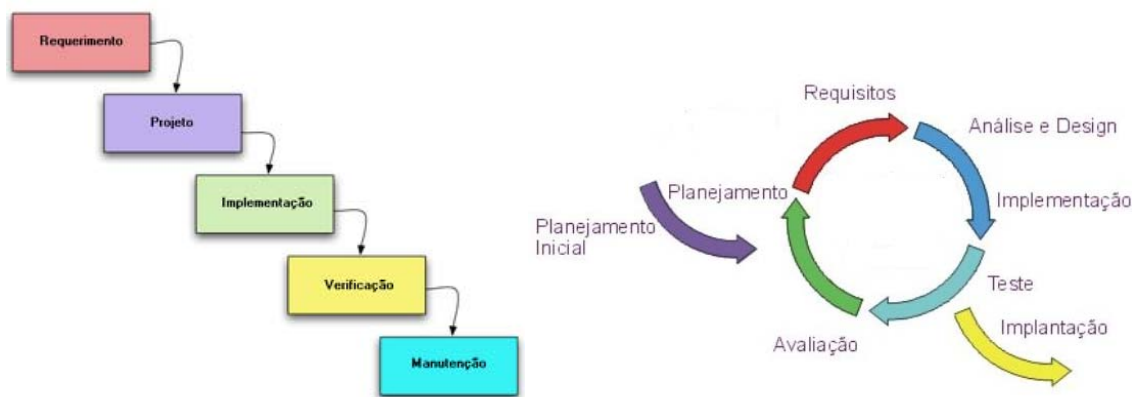 Requerimento
Projeto
Implementação
Verificação
Manutenção
Requisitos
Análise e Design
Planejamento
Implementação
Planejamento
Inicial
Teste
Implantação
Avaliação